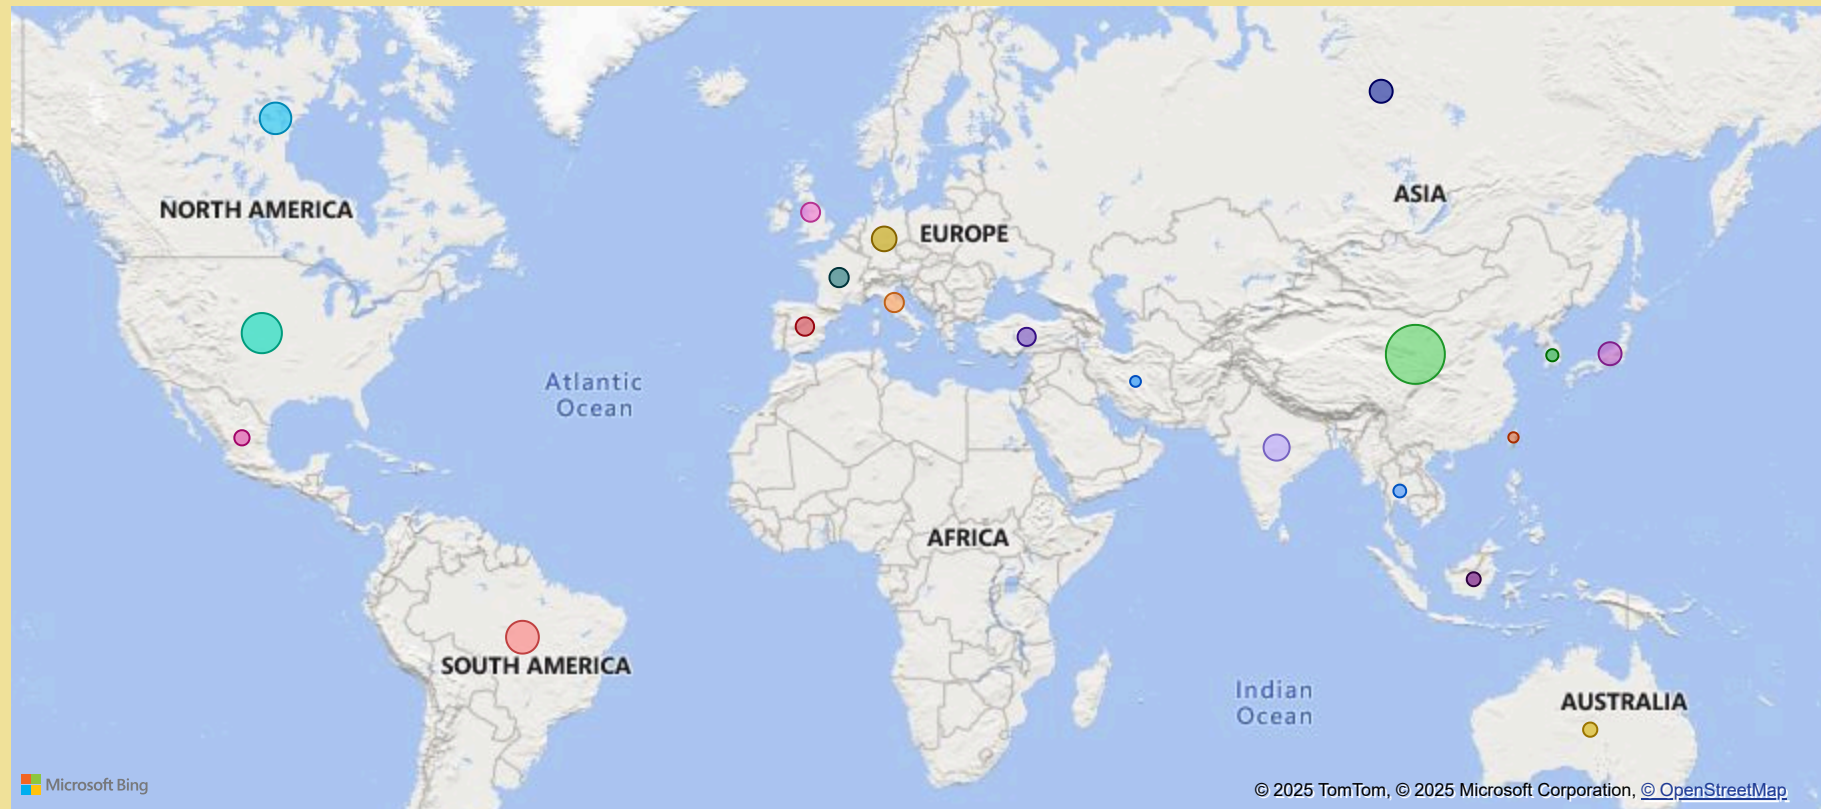 ASIA
NORTH AMERICA
EUROPE
Atlantic
Ocean
AFRICA
SOUTH AMERICA
Indian
Ocean
AUSTRALIA
Microsoft Bing
© 2025 TomTom, © 2025 Microsoft Corporation, © OpenStreetMap